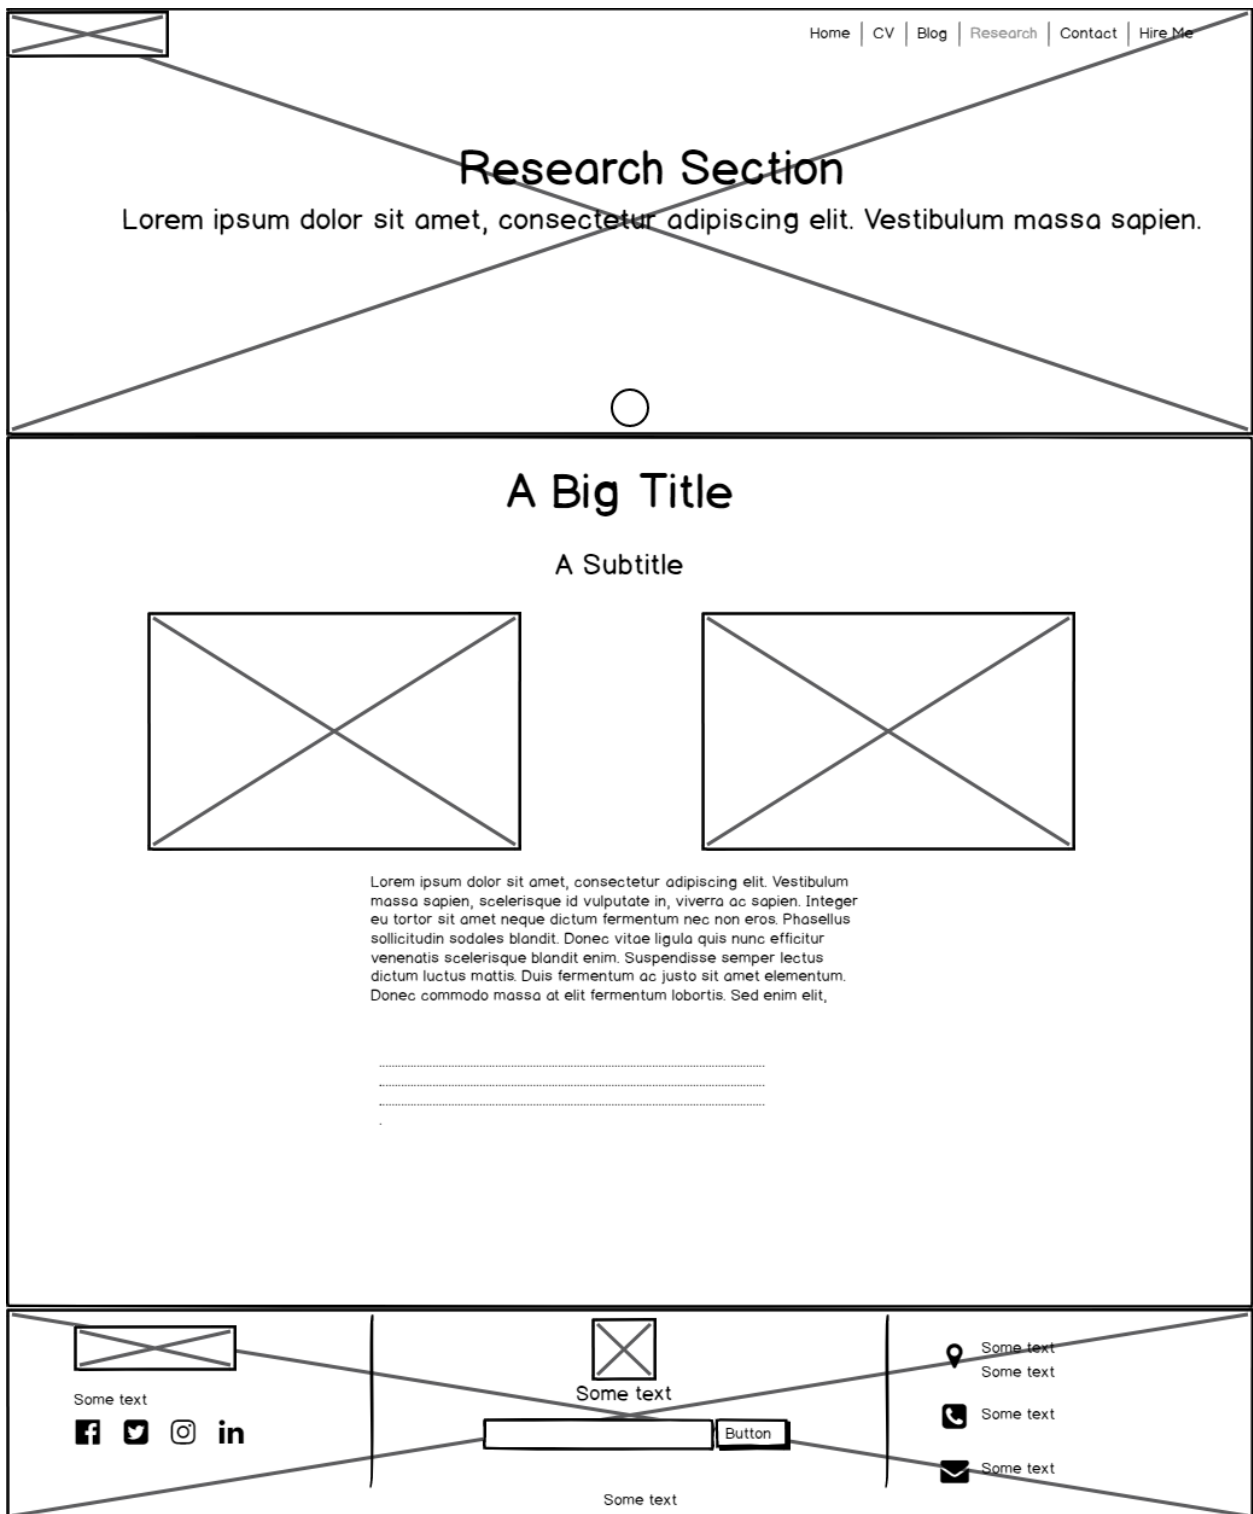 Home CV Blog Research Contact Hire Me
Research Section
Lorem ipsum dolor sit amet, consectetur adipiscing elit. Vestibulum massa sapien.
A Big Title
A Subtitle
Lorem ipsum dolor sit amet, consectetur adipiscing elit. Vestibulum
massa sapien, scelerisque id vulputate in, viverra ac sapien. Integer
eu tortor sit amet neque dictum fermentum nec non eros. Phasellus
sollicitudin sodales blandit. Donec vitae ligula quis nunc efficitur
venenatis scelerisque blandit enim. Suspendisse semper lectus
dictum luctus mattis. Duis fermentum ac justo sit amet elementum.
Donec commodo massa at elit fermentum lobortis. Sed enim elit,
Some text
Some text
Button
Some text
Some text
Some text
Some text
Some text